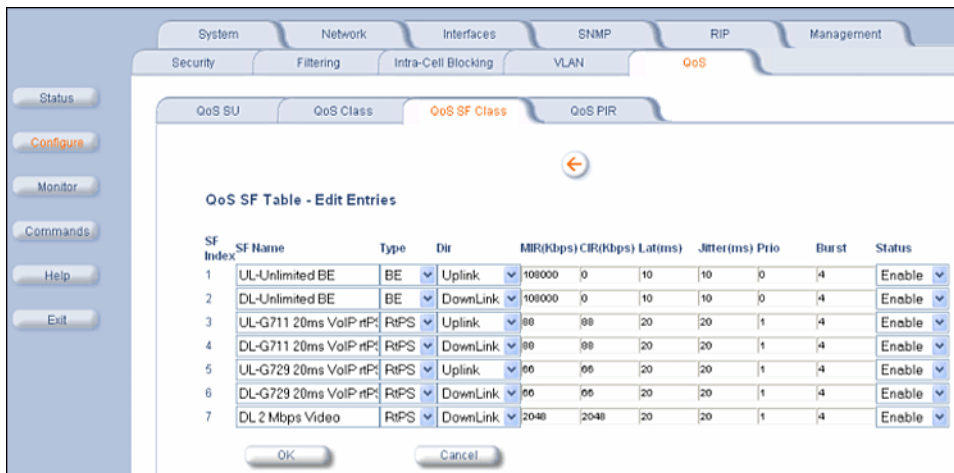 System Network Interfaces SNMP RIP Management
Security Filtering Intra-Cell Blocking VLAN QoS
Status
QoS SU QoS Class QoS SF Class QoS PIR
Configure
Monitor
QoS SF Table - Edit Entries
Commands
SF Index SF Name Type Dir MIR(Kbps) CIR(Kbps) Lat(ms) Jitter(ms) Prio Burst Status
Help
1 UL-Unlimited BE BE Uplink 108000 0 10 10 0 4 Enable
2 DL-Unlimited BE BE DownLink 108000 0 10 10 0 4 Enable
Exit
3 UL-G711 20ms VoIP rtPS RtPS Uplink 88 88 20 20 1 4 Enable
4 DL-G711 20ms VoIP rtPS RtPS DownLink 88 88 20 20 1 4 Enable
5 UL-G729 20ms VoIP rtPS RtPS Uplink 66 66 20 20 1 4 Enable
6 DL-G729 20ms VoIP rtPS RtPS DownLink 66 66 20 20 1 4 Enable
7 DL 2 Mbps Video RtPS DownLink 2048 2048 20 20 1 4 Enable
OK Cancel